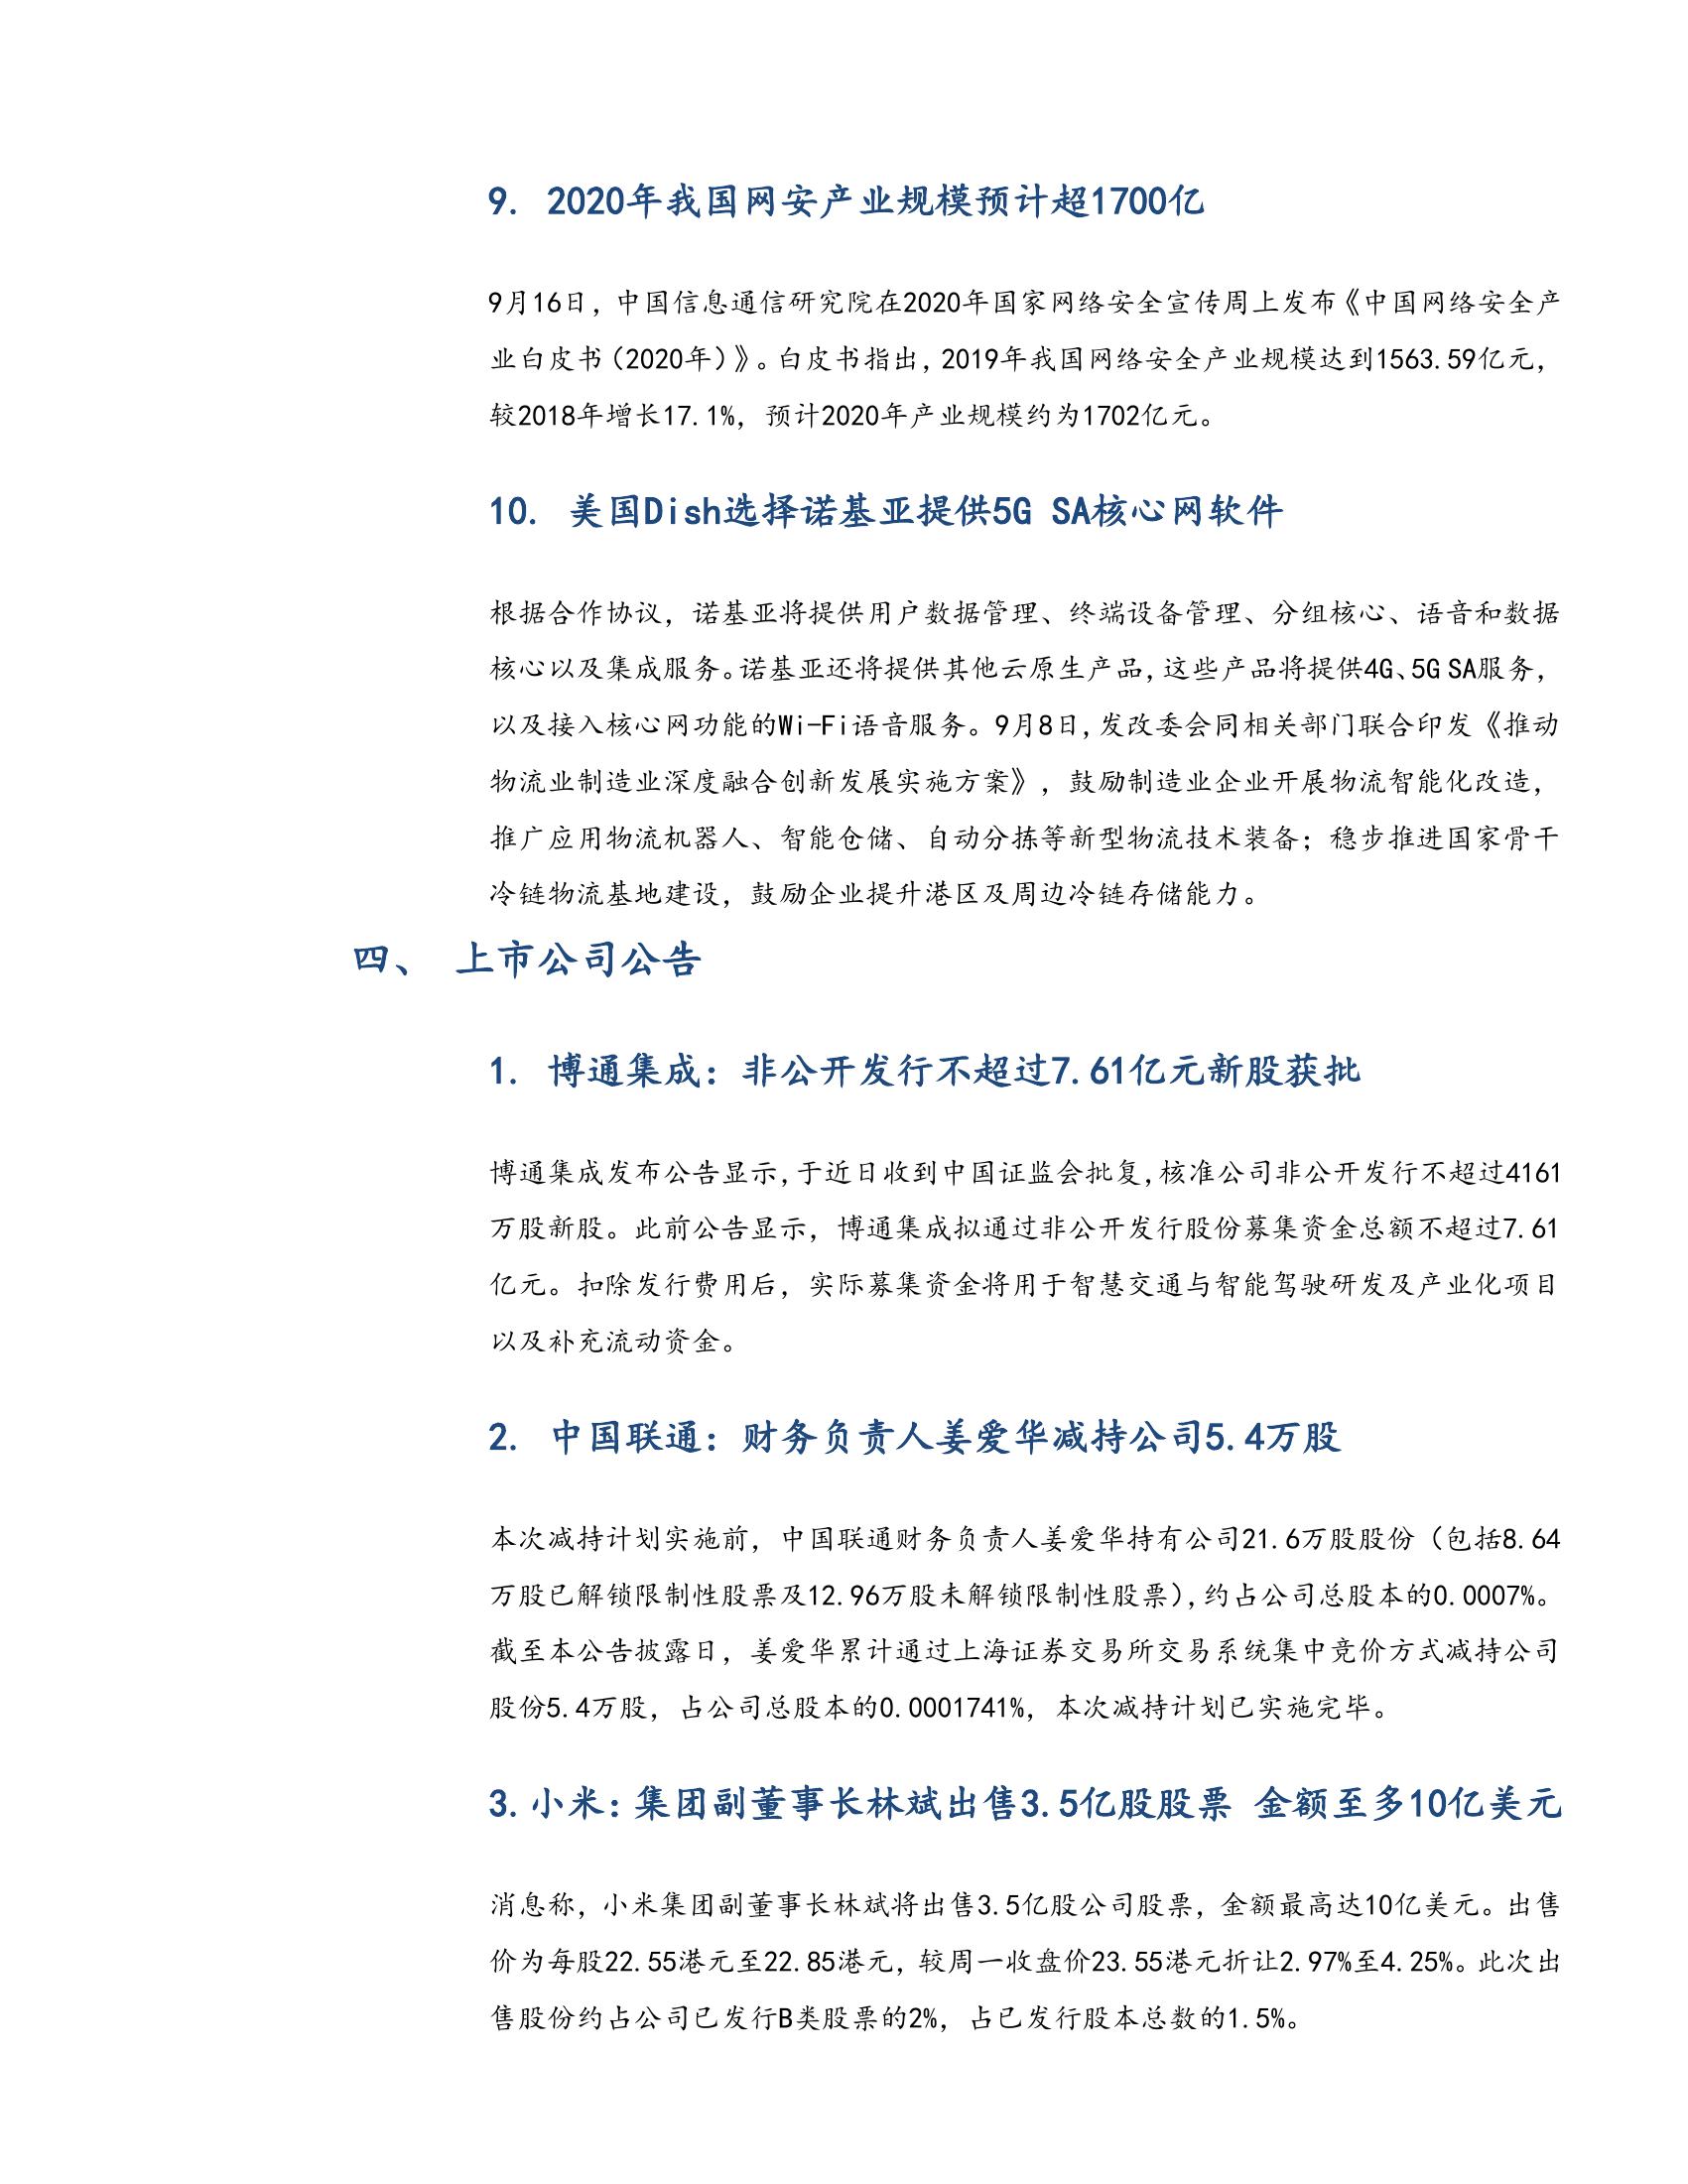 9. 2020年我国网安产业规模预计超1700亿
9月16日，中国信息通信研究院在2020年国家网络安全宣传周上发布《中国网络安全产
业白皮书（2020年）》。白皮书指出，2019年我国网络安全产业规模达到1563.59亿元，
较2018年增长17.1%，预计2020年产业规模约为1702亿元。
10. 美国Dish选择诺基亚提供5G SA核心网软件
根据合作协议，诺基亚将提供用户数据管理、终端设备管理、分组核心、语音和数据
核心以及集成服务。诺基亚还将提供其他云原生产品，这些产品将提供4G、5G SA服务，
以及接入核心网功能的Wi-Fi语音服务。9月8日，发改委会同相关部门联合印发《推动
物流业制造业深度融合创新发展实施方案》，鼓励制造业企业开展物流智能化改造，
推广应用物流机器人、智能仓储、自动分拣等新型物流技术装备；稳步推进国家骨干
冷链物流基地建设，鼓励企业提升港区及周边冷链存储能力。
四、 上市公司公告
1. 博通集成：非公开发行不超过7.61亿元新股获批
博通集成发布公告显示，于近日收到中国证监会批复，核准公司非公开发行不超过4161
万股新股。此前公告显示，博通集成拟通过非公开发行股份募集资金总额不超过7.61
亿元。扣除发行费用后，实际募集资金将用于智慧交通与智能驾驶研发及产业化项目
以及补充流动资金。
2. 中国联通：财务负责人姜爱华减持公司5.4万股
本次减持计划实施前，中国联通财务负责人姜爱华持有公司21.6万股股份（包括8.64
万股已解锁限制性股票及12.96万股未解锁限制性股票），约占公司总股本的0.0007%。
截至本公告披露日，姜爱华累计通过上海证券交易所交易系统集中竞价方式减持公司
股份5.4万股，占公司总股本的0.0001741%，本次减持计划已实施完毕。
3. 小米：集团副董事长林斌出售3.5亿股股票 金额至多10亿美元
消息称，小米集团副董事长林斌将出售3.5亿股公司股票，金额最高达10亿美元。出售
价为每股22.55港元至22.85港元，较周一收盘价23.55港元折让2.97%至4.25%。此次出
售股份约占公司已发行B类股票的2%，占已发行股本总数的1.5%。